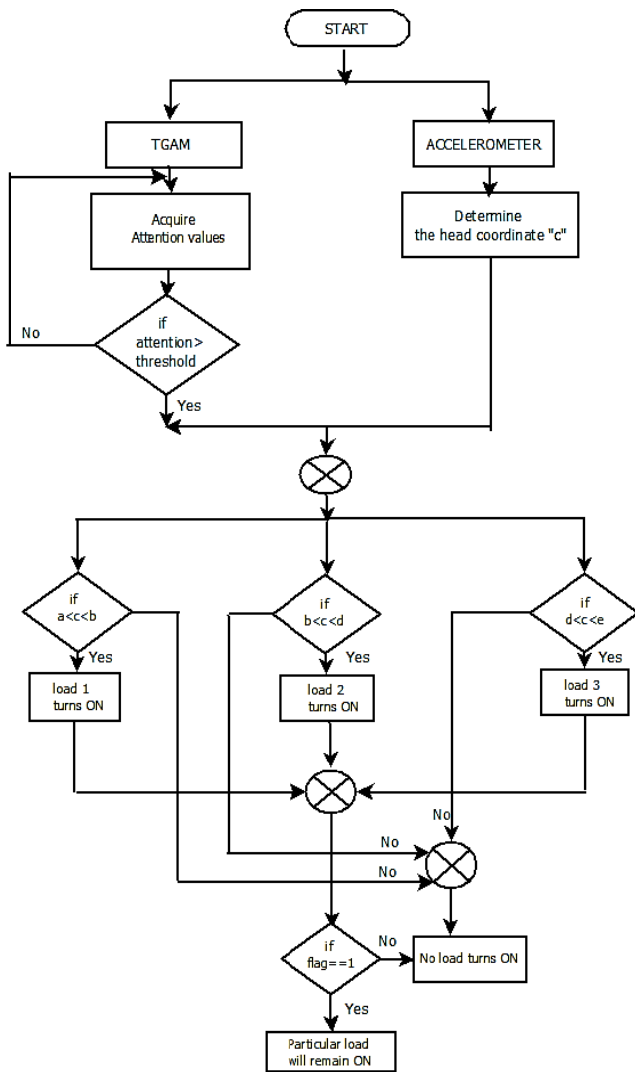 START
TGAM
ACCELEROMETER
Acquire
Attention values
Determine
the head coordinate "c"
if
attention>
threshold
No
Yes
if
a<c<b
if
b<c<d
if
d<c<e
Yes
Yes
Yes
load 1
turns ON
load 2
turns ON
load 3
turns ON
No
No
No
if
flag==1
No
No load turns ON
Yes
Particular load
will remain ON